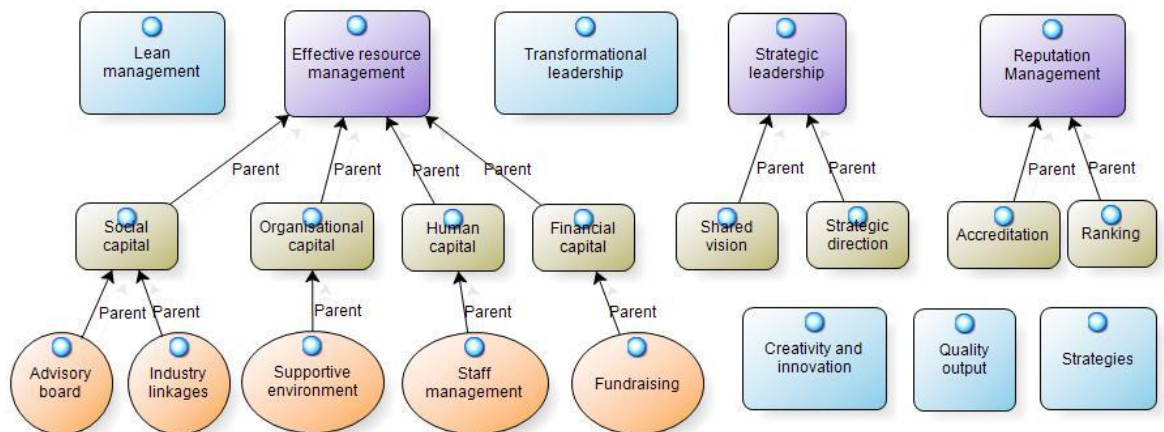 Lean
management
Effective resource
management
Transformational
leadership
Strategic
leadership
Reputation
Management
Parent
Parent
Parent
Parent
Parent
Parent
Parent
Parent
Social
capital
Organisational
capital
Human
capital
Financial
capital
Shared
vision
Strategic
direction
Accreditation
Ranking
Parent
Parent
Parent
Parent
Parent
Advisory
board
Industry
linkages
Supportive
environment
Staff
management
Fundraising
Creativity and
innovation
Quality
output
Strategies